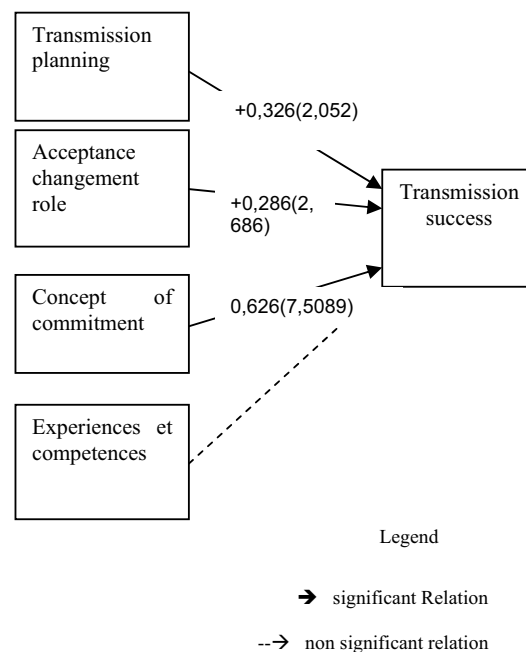 Transmission
planning
+0,326(2,052)
Acceptance
changement
role
+0,286(2,
686)
Transmission
success
Concept of
commitment
0,626(7,5089)
Experiences et
competences
Legend
➔ significant Relation
--→ non significant relation